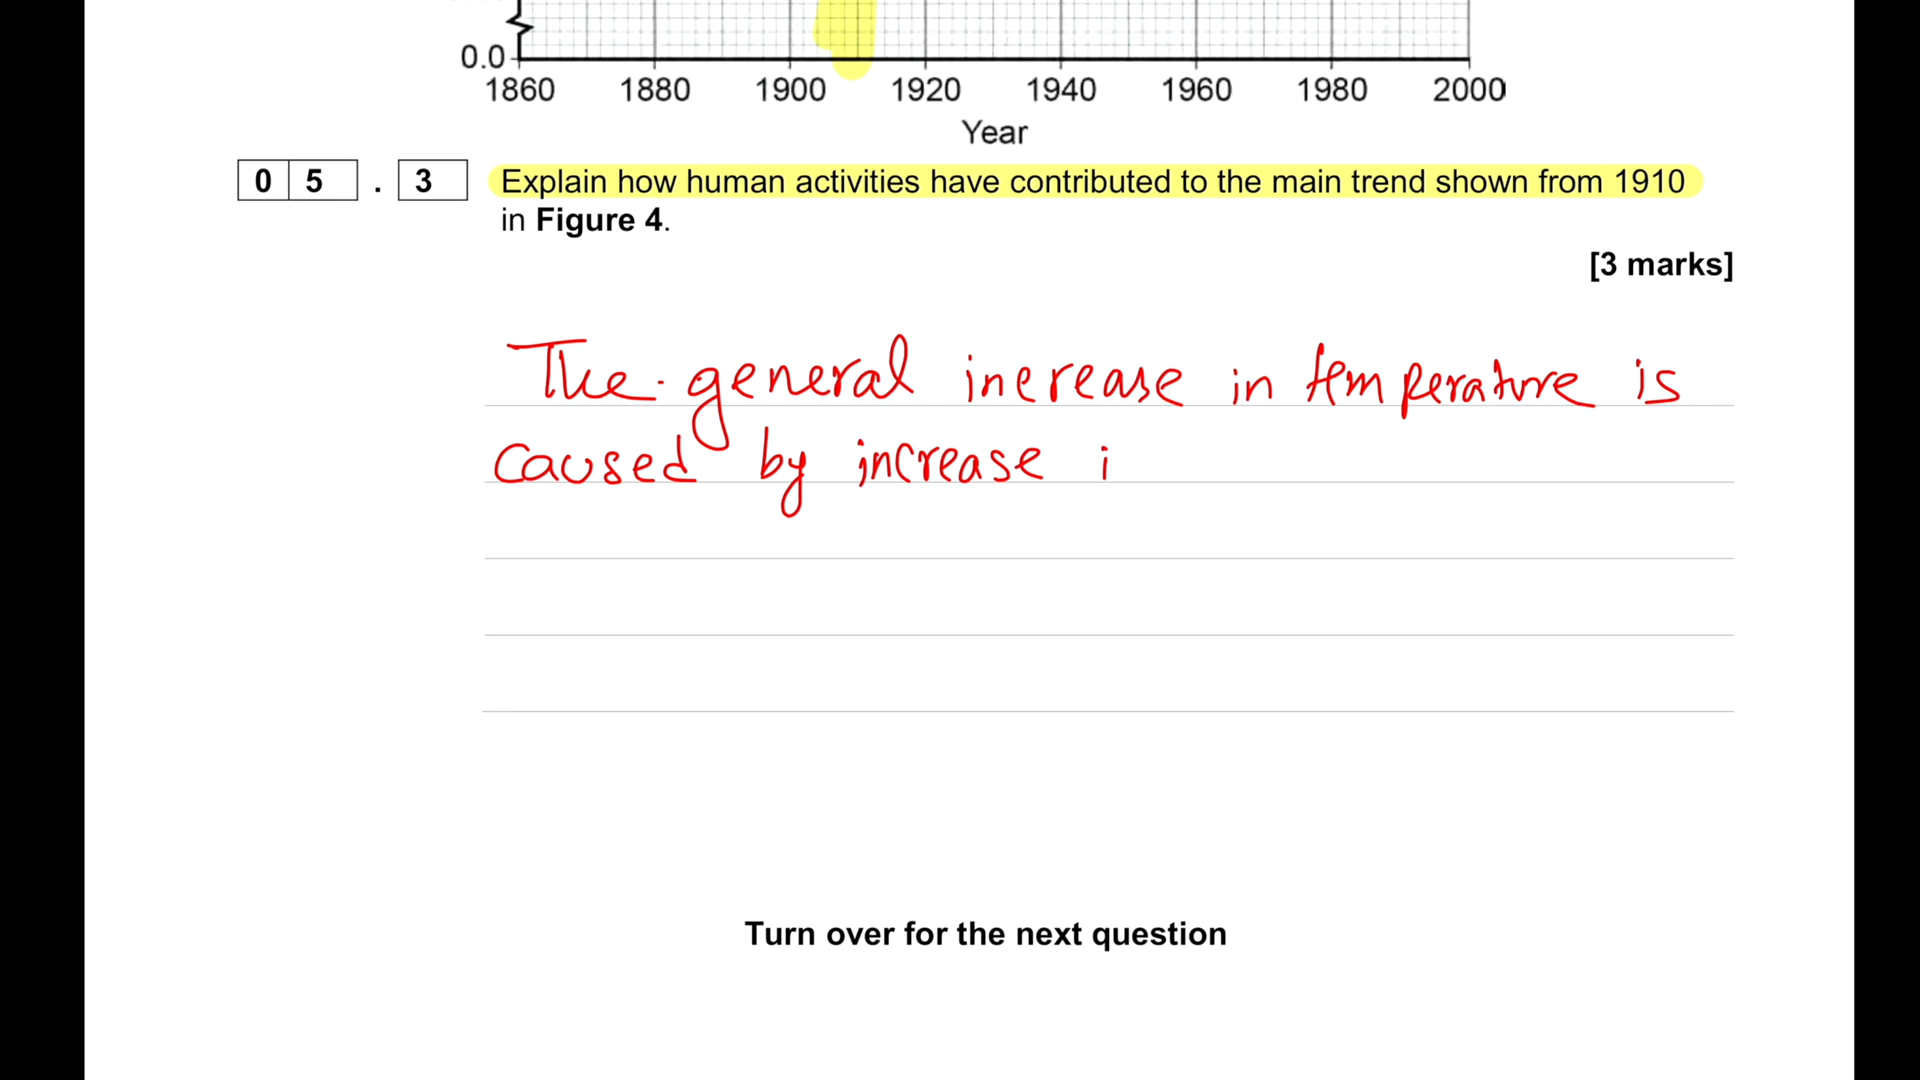 0.0
1860 1880 1900 1920 1940 1960 1980 2000
Year
0 5 . 3 Explain how human activities have contributed to the main trend shown from 1910
in Figure 4.
[3 marks]
The general increase in temperature is
caused by increase i
Turn over for the next question